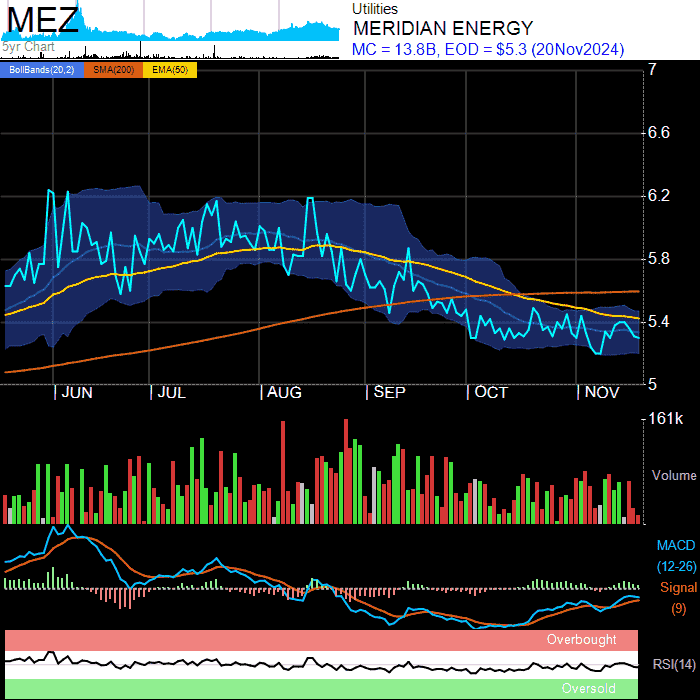 MEZ
5yr Chart
Utilities
MERIDIAN ENERGY
MC = 13.8B, EOD = $5.3 (20Nov2024)
BollBands(20,2) SMA(200) EMA(50)
7
6.6
6.2
5.8
5.4
5
JUN JUL AUG SEP OCT NOV
161k
Volume
MACD
(12-26)
Signal
(9)
Overbought
RSI(14)
Oversold